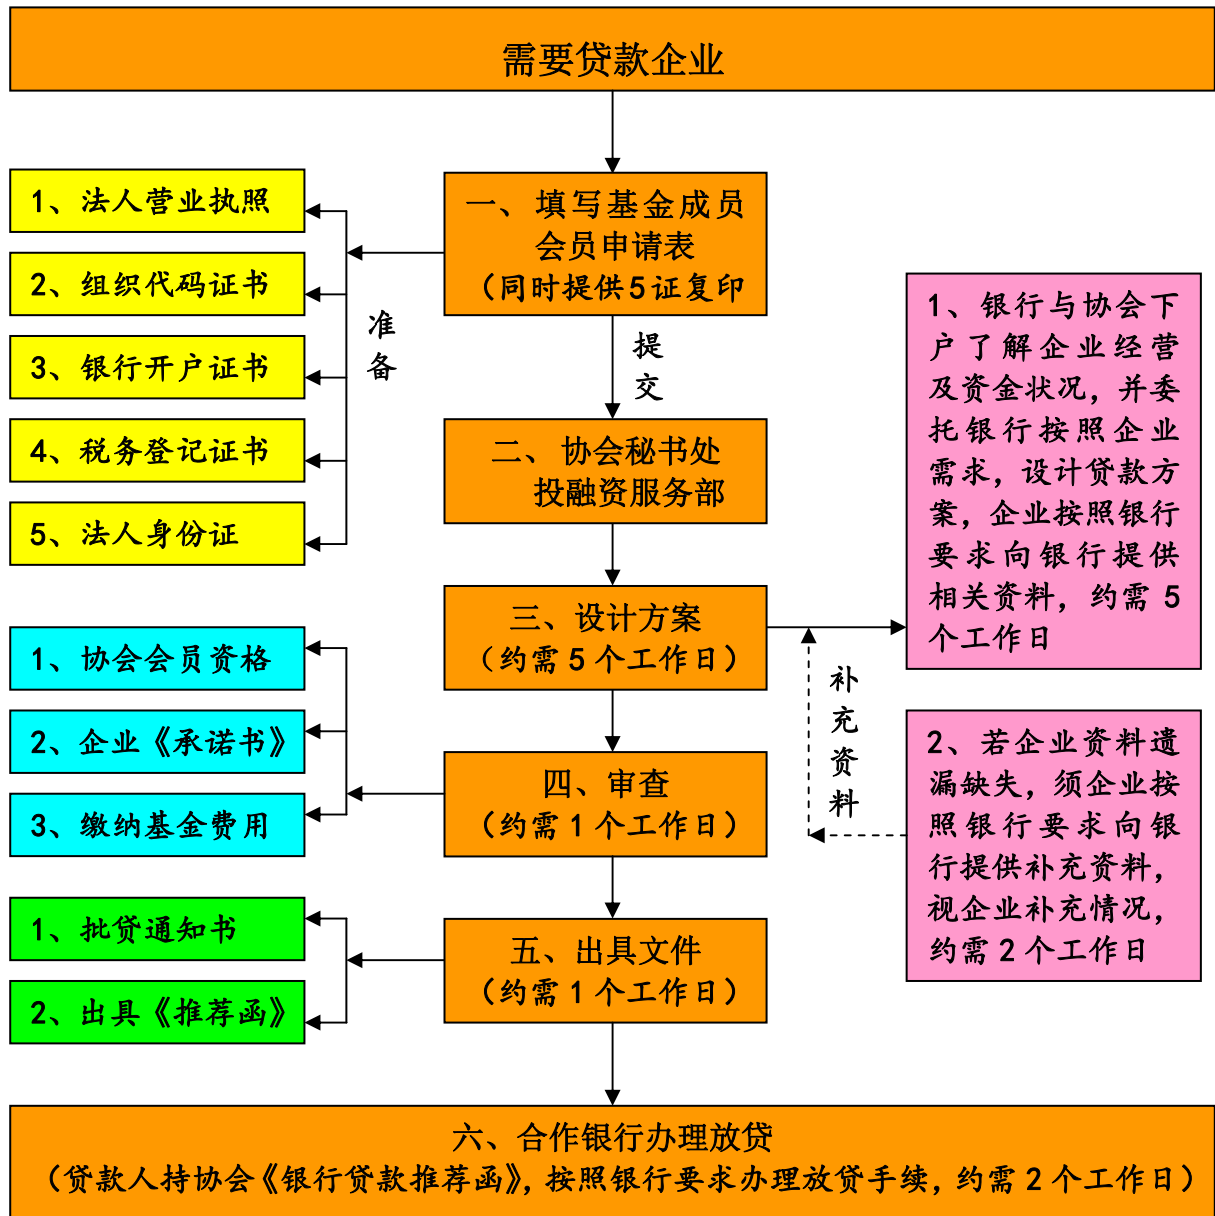 需要贷款企业
一、填写基金成员
会员申请表
（同时提供5证复印
1、法人营业执照
2、组织代码证书
3、银行开户证书
4、税务登记证书
5、法人身份证
准
备
提
交
二、协会秘书处
投融资服务部
三、设计方案
（约需5个工作日）
1、银行与协会下
户了解企业经营
及资金状况，并委
托银行按照企业
需求，设计贷款方
案，企业按照银行
要求向银行提供
相关资料，约需5
个工作日
补
充
资
料
2、若企业资料遗
漏缺失，须企业按
照银行要求向银
行提供补充资料，
视企业补充情况，
约需2个工作日
四、审查
（约需1个工作日）
1、协会会员资格
2、企业《承诺书》
3、缴纳基金费用
五、出具文件
（约需1个工作日）
1、批贷通知书
2、出具《推荐函》
六、合作银行办理放贷
（贷款人持协会《银行贷款推荐函》，按照银行要求办理放贷手续，约需2个工作日）